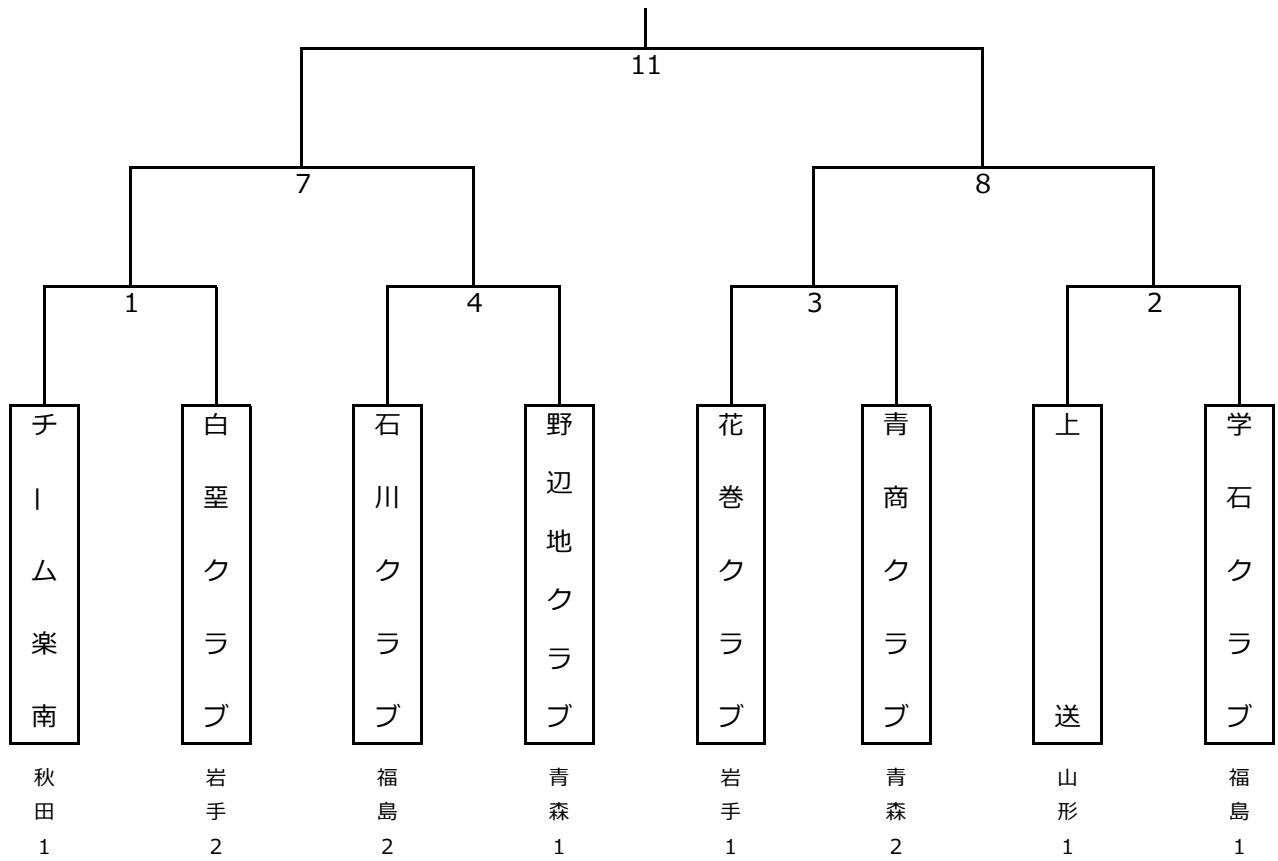 11
7
8
1
4
3
2
チーム楽南
白堊クラブ
石川クラブ
野辺地クラブ
花巻クラブ
青商クラブ
上送
学石クラブ
秋田1
岩手2
福島2
青森1
岩手1
青森2
山形1
福島1